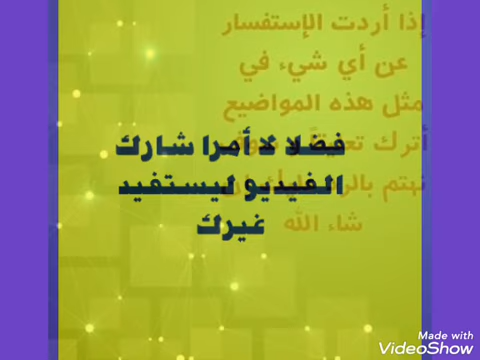 إذا أردت الإستفسار
عن أي شيء في
مثل هذه المواضيع
أترك
نهتم
شاء الله
فضلا لا أمرا شارك
الفيديو ليستفيد
غيرك
Made with
VideoShow